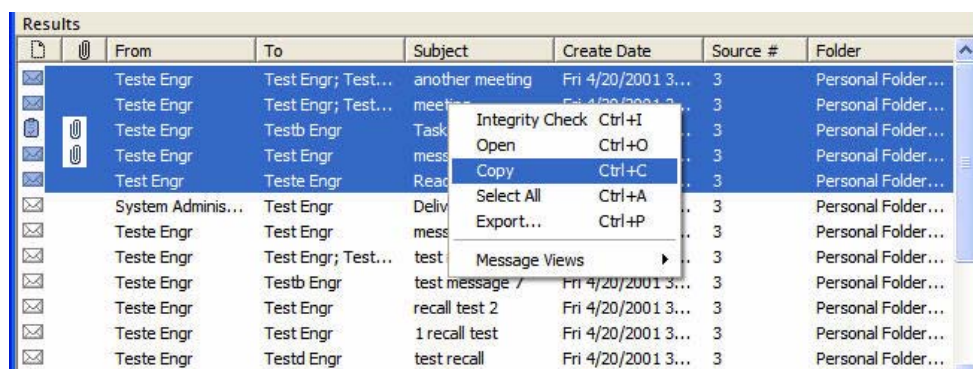 Results
From To Subject Create Date Source # Folder
Teste Engr Test Engr; Test... another meeting Fri 4/20/2001 3... 3 Personal Folder...
Teste Engr Test Engr; Test... 3 Personal Folder...
Teste Engr Testb Engr Task 3 Personal Folder...
Teste Engr Test Engr mess 3 Personal Folder...
Test Engr Teste Engr Read 3 Personal Folder...
System Adminis... Test Engr Deliv 3 Personal Folder...
Teste Engr Test Engr mess 3 Personal Folder...
Teste Engr Test Engr; Test... test 3 Personal Folder...
Teste Engr Testb Engr test message 7 Fri 4/20/2001 3... 3 Personal Folder...
Teste Engr Test Engr recall test 2 Fri 4/20/2001 3... 3 Personal Folder...
Teste Engr Test Engr 1 recall test Fri 4/20/2001 3... 3 Personal Folder...
Teste Engr Testd Engr test recall Fri 4/20/2001 3... 3 Personal Folder...
Integrity Check Ctrl+I
Open Ctrl+O
Copy Ctrl+C
Select All Ctrl+A
Export... Ctrl+P
Message Views